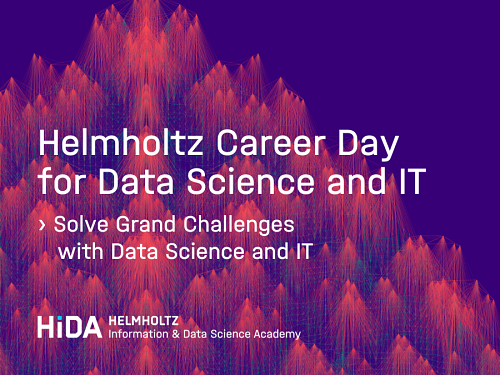 Helmholtz Career Day
for Data Science and IT
› Solve Grand Challenges
with Data Science and IT
HiDA HELMHOLTZ
Information & Data Science Academy